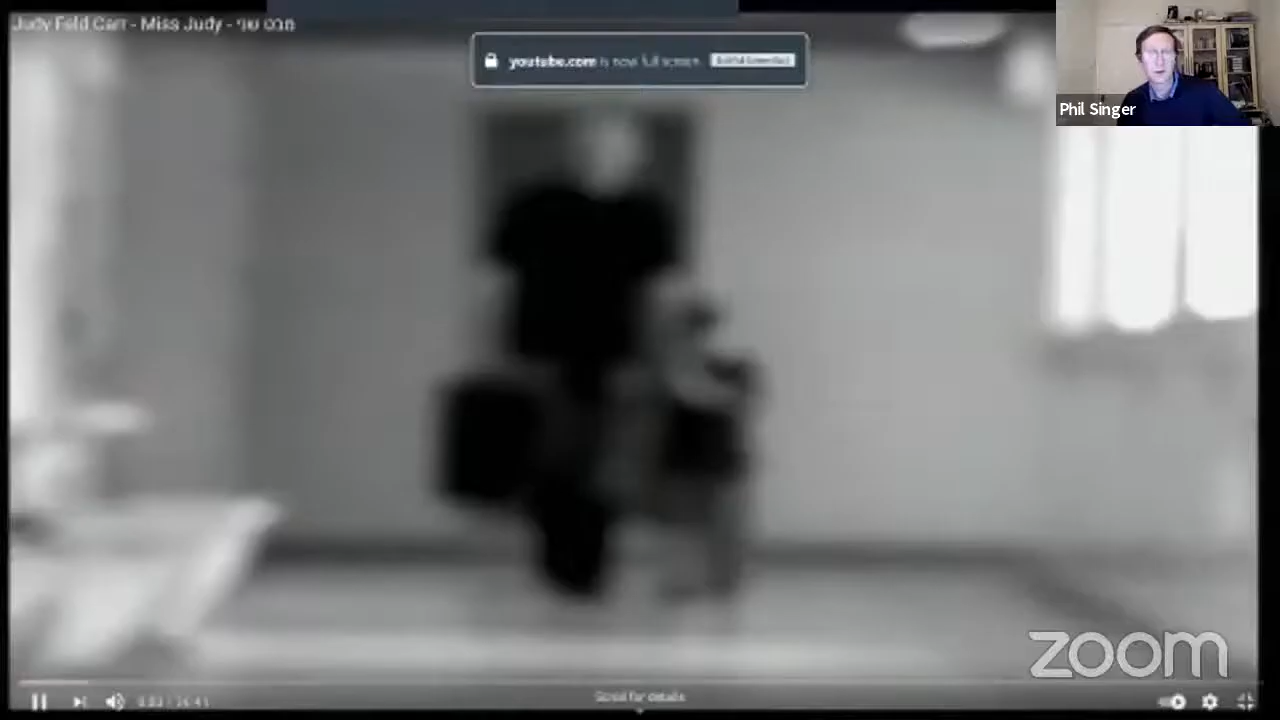 Judy Feld Carr - Miss Judy - מבט שני
youtube.com is now full screen
Phil Singer
zoom
Scroll for details